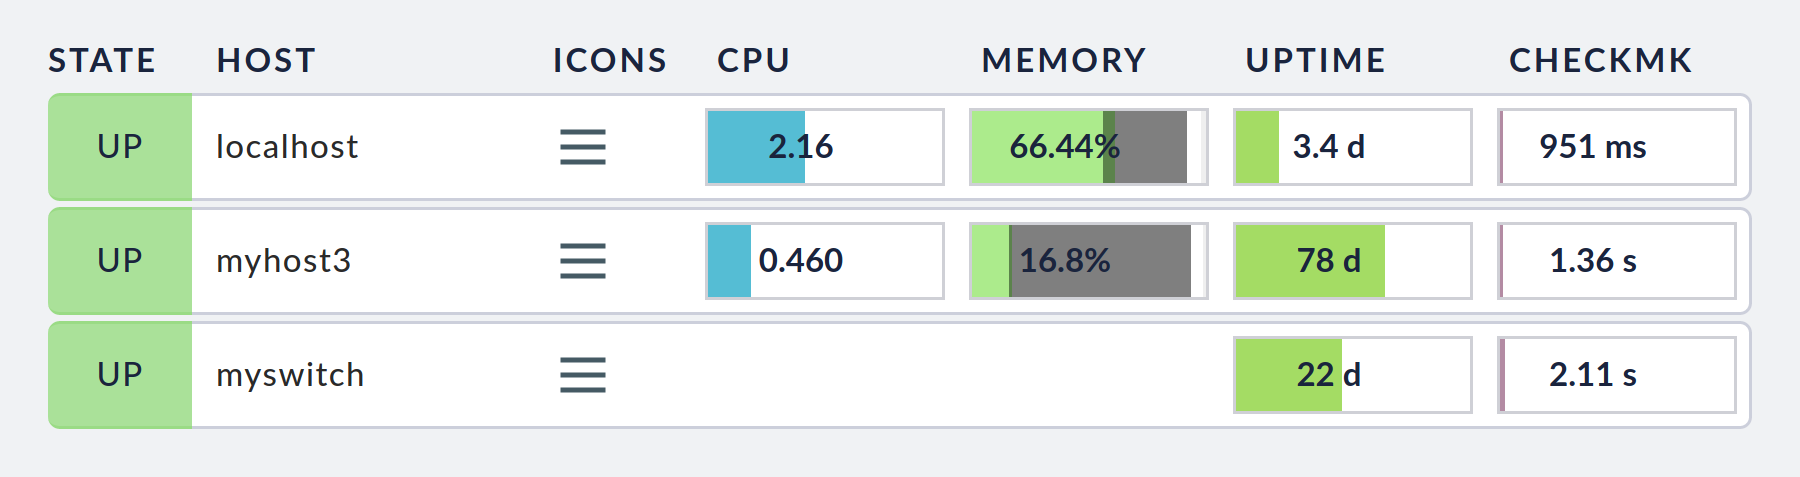 STATE HOST ICONS CPU MEMORY UPTIME CHECKMK
UP localhost 2.16 66.44% 3.4 d 951 ms
UP myhost3 0.460 16.8% 78 d 1.36 s
UP myswitch 22 d 2.11 s